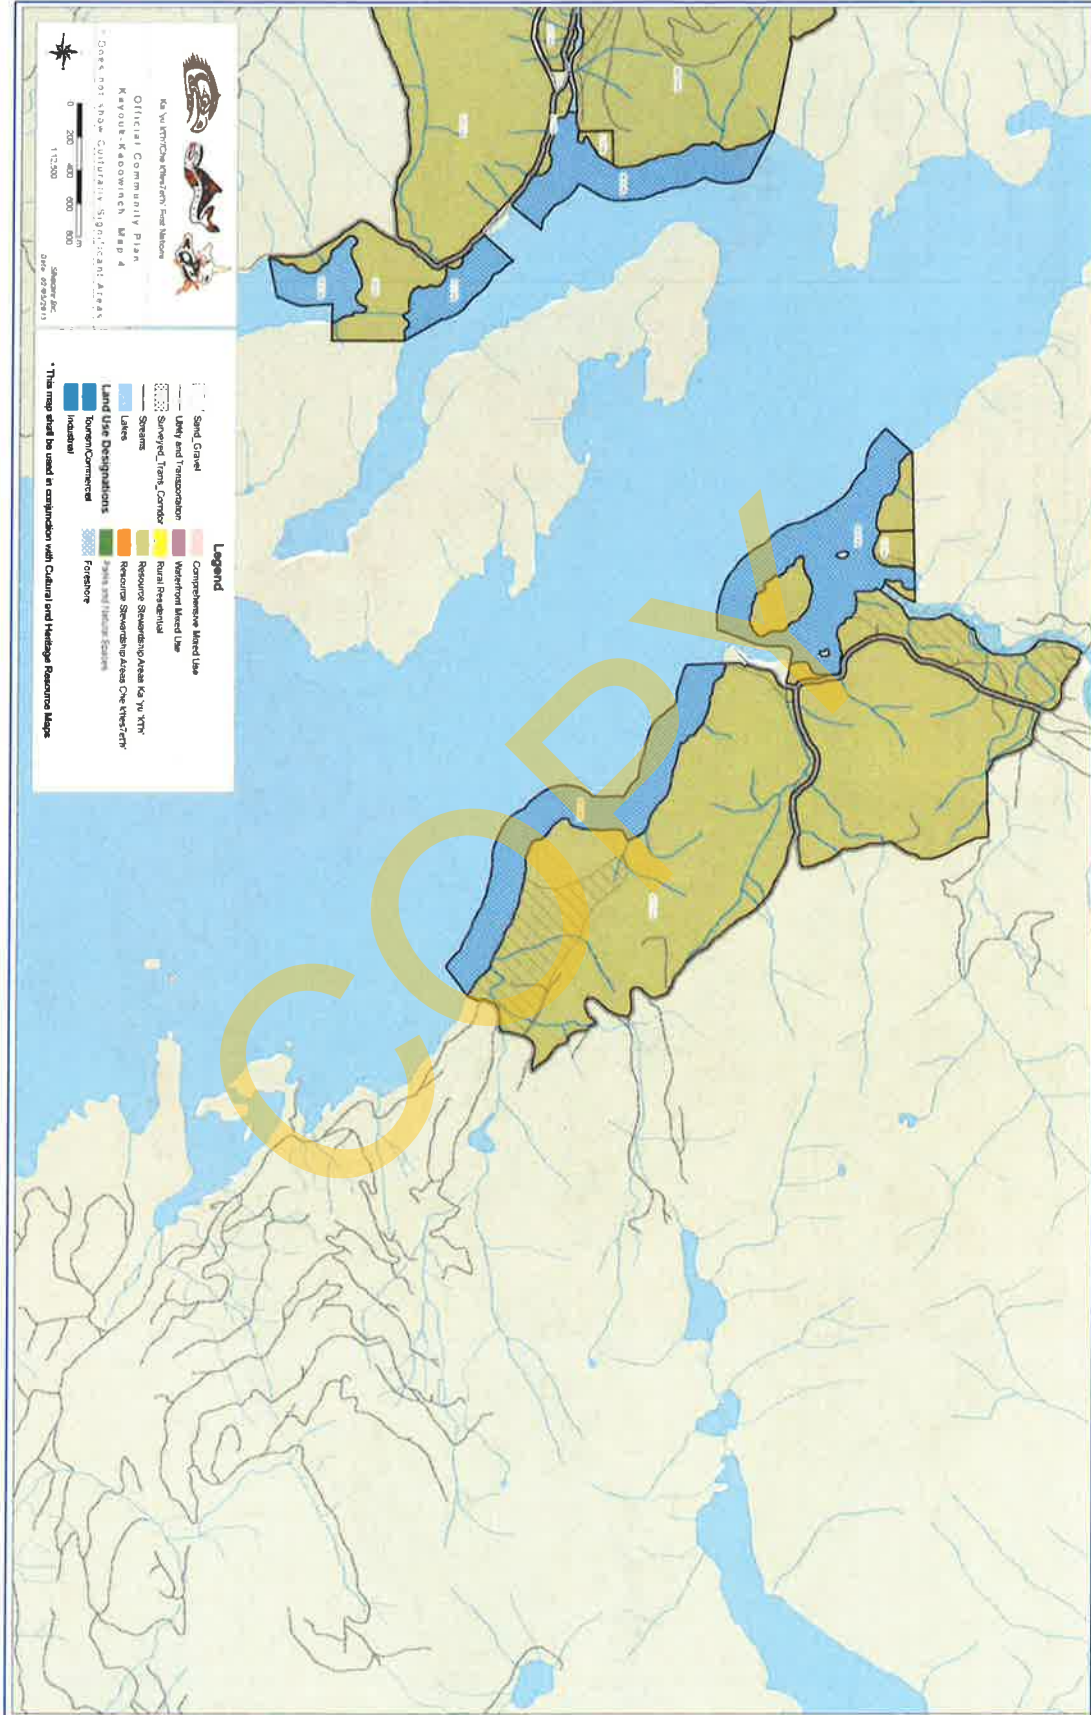 Ka:'yu:'k't'h'/Che:k'tles7et'h' First Nations
Official Community Plan
Kayouk-Kaoowinch Map 4
* Does not show Culturally Significant Areas
0 200 400 600 800 m
1:12,500
Legend
Sand_Gravel
Utility and Transportation
Surveyed_Trans_Corridor
Streams
Lakes
Land Use Designations
Tourism/Commercial
Industrial
Comprehensive Mixed Use
Waterfront Mixed Use
Rural Residential
Resource Stewardship Areas Ka:'yu:'k't'h'
Resource Stewardship Areas Che:k'tles7et'h'
Parks and Natural Spaces
Foreshore
* This map shall be used in conjunction with Cultural and Heritage Resource Maps
COPY